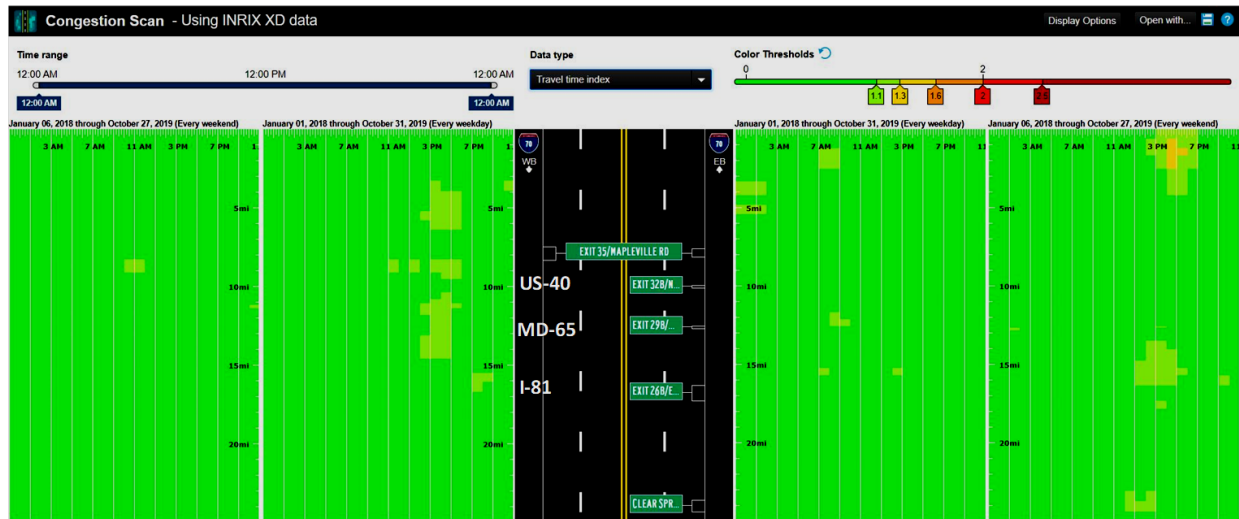 Congestion Scan - Using INRIX XD data
Display Options
Open with...
?
Time range
12:00 AM 12:00 PM 12:00 AM
12:00 AM 12:00 AM
Data type
Travel time index
Color Thresholds
0 2
1.1 1.3 1.6 2 2.5
January 06, 2018 through October 27, 2019 (Every weekend)
3 AM 7 AM 11 AM 3 PM 7 PM 1
5mi
10mi
15mi
20mi
January 01, 2018 through October 31, 2019 (Every weekday)
3 AM 7 AM 11 AM 3 PM 7 PM 1
5mi
10mi
15mi
20mi
70
WB
70
EB
EXIT 35/MAPLEVILLE RD
US-40
EXIT 32B/N...
MD-65
EXIT 29B/...
I-81
EXIT 26B/E...
CLEAR SPR...
January 01, 2018 through October 31, 2019 (Every weekday)
3 AM 7 AM 11 AM 3 PM 7 PM 11
5mi
10mi
15mi
20mi
January 06, 2018 through October 27, 2019 (Every weekend)
3 AM 7 AM 11 AM 3 PM 7 PM 11
5mi
10mi
15mi
20mi